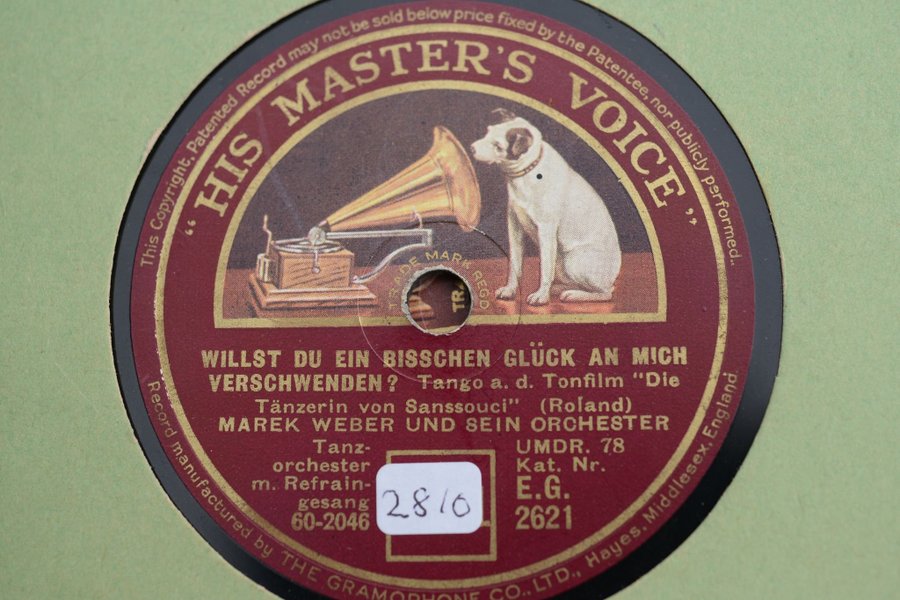 This Copyright. Patented Record may not be sold below price fixed by the Patentee, nor publicly performed..
"HIS MASTER'S VOICE"
TRADE MARK REGD
TRA
WILLST DU EIN BISSCHEN GLÜCK AN MICH
VERSCHWENDEN? Tango a. d. Tonfilm "Die
Tänzerin von Sanssouci" (Roland)
MAREK WEBER UND SEIN ORCHESTER
Tanz-
orchester
m. Refrain-
gesang
60-2046
2810
UMDR. 78
Kat. Nr.
E.G.
2621
Record manufactured by THE GRAMOPHONE CO., LTD., Hayes, Middlesex, England